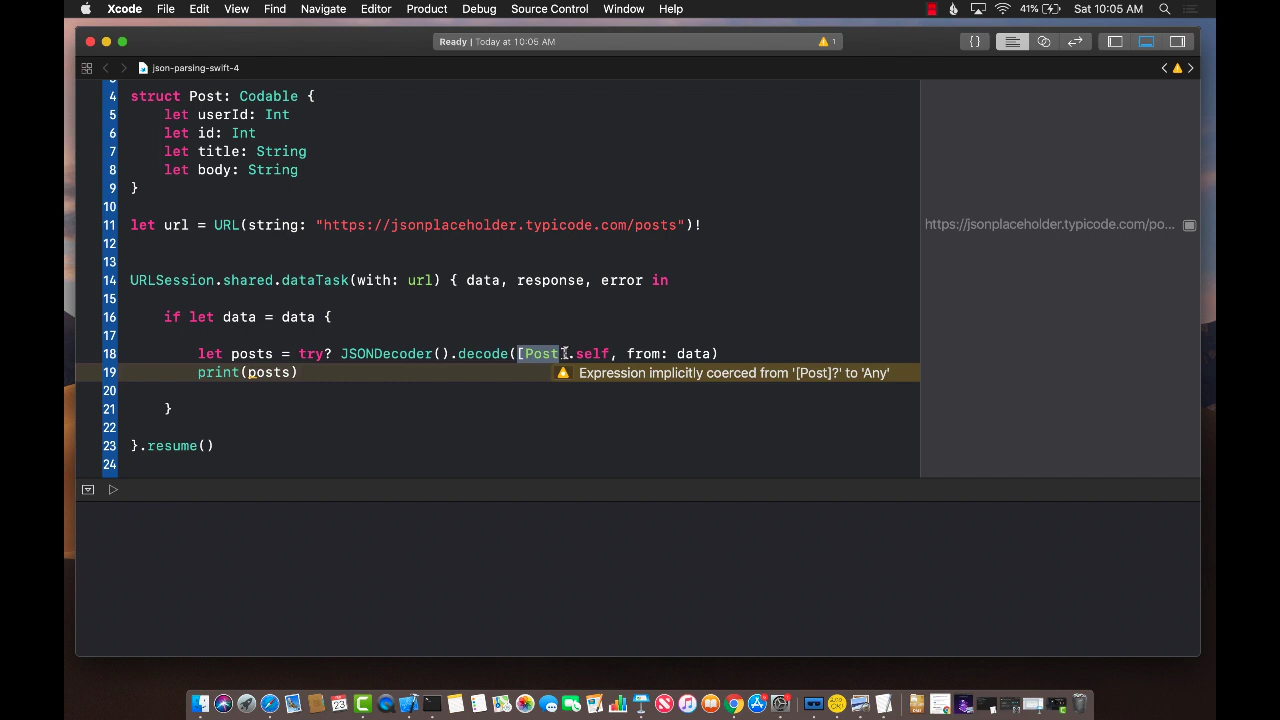 Xcode File Edit View Find Navigate Editor Product Debug Source Control Window Help 41% Sat 10:05 AM
Ready | Today at 10:05 AM 1
json-parsing-swift-4
4 struct Post: Codable {
5 let userId: Int
6 let id: Int
7 let title: String
8 let body: String
9 }
10
11 let url = URL(string: "https://jsonplaceholder.typicode.com/posts")! https://jsonplaceholder.typicode.com/po...
12
13
14 URLSession.shared.dataTask(with: url) { data, response, error in
15
16 if let data = data {
17
18 let posts = try? JSONDecoder().decode([Post].self, from: data)
19 print(posts) Expression implicitly coerced from '[Post]?' to 'Any'
20
21 }
22
23 }.resume()
24